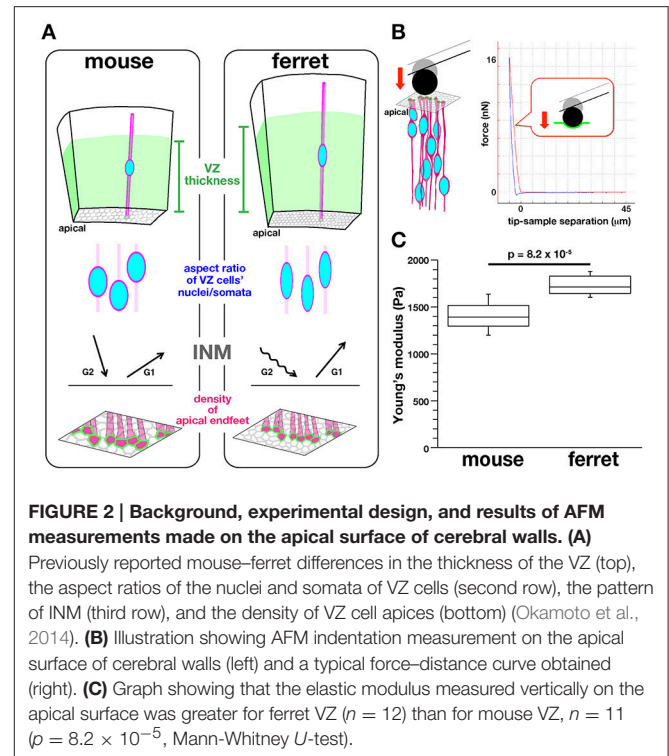 A
mouse
ferret
VZ
thickness
apical
apical
aspect ratio
of VZ cells'
nuclei/somata
INM
G2
G1
G2
G1
density
of
apical endfeet
B
apical
force (nN)
16
0
0
45
tip-sample separation (μm)
C
p = 8.2 x 10-5
Young's modulus (Pa)
2000
1500
1000
500
0
mouse
ferret
FIGURE 2 | Background, experimental design, and results of AFM
measurements made on the apical surface of cerebral walls. (A)
Previously reported mouse–ferret differences in the thickness of the VZ (top),
the aspect ratios of the nuclei and somata of VZ cells (second row), the pattern
of INM (third row), and the density of VZ cell apices (bottom) (Okamoto et al.,
2014). (B) Illustration showing AFM indentation measurement on the apical
surface of cerebral walls (left) and a typical force–distance curve obtained
(right). (C) Graph showing that the elastic modulus measured vertically on the
apical surface was greater for ferret VZ (n = 12) than for mouse VZ, n = 11
(p = 8.2 × 10−5, Mann-Whitney U-test).